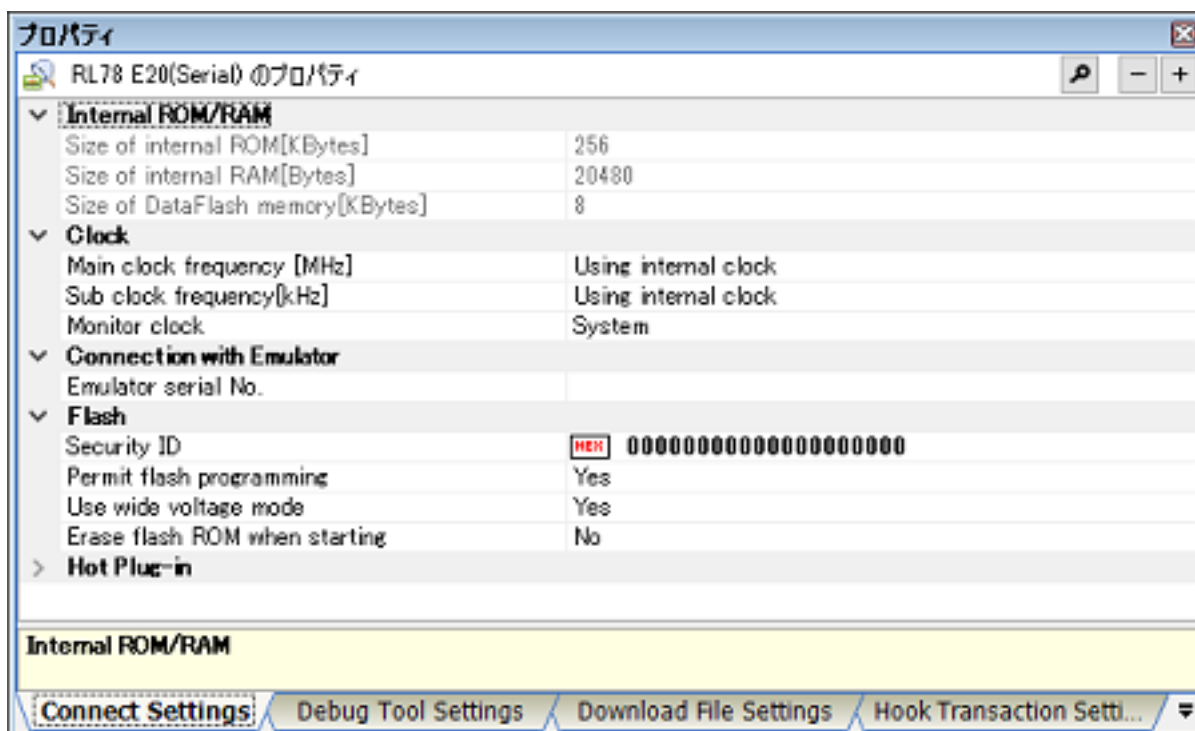 プロパティ
RL78 E20(Serial) のプロパティ
Internal ROM/RAM
Size of internal ROM[KBytes] 256
Size of internal RAM[Bytes] 20480
Size of DataFlash memory[KBytes] 8
Clock
Main clock frequency [MHz] Using internal clock
Sub clock frequency[kHz] Using internal clock
Monitor clock System
Connection with Emulator
Emulator serial No.
Flash
Security ID HEX 00000000000000000000
Permit flash programming Yes
Use wide voltage mode Yes
Erase flash ROM when starting No
Hot Plug-in
Internal ROM/RAM
Connect Settings Debug Tool Settings Download File Settings Hook Transaction Setti...